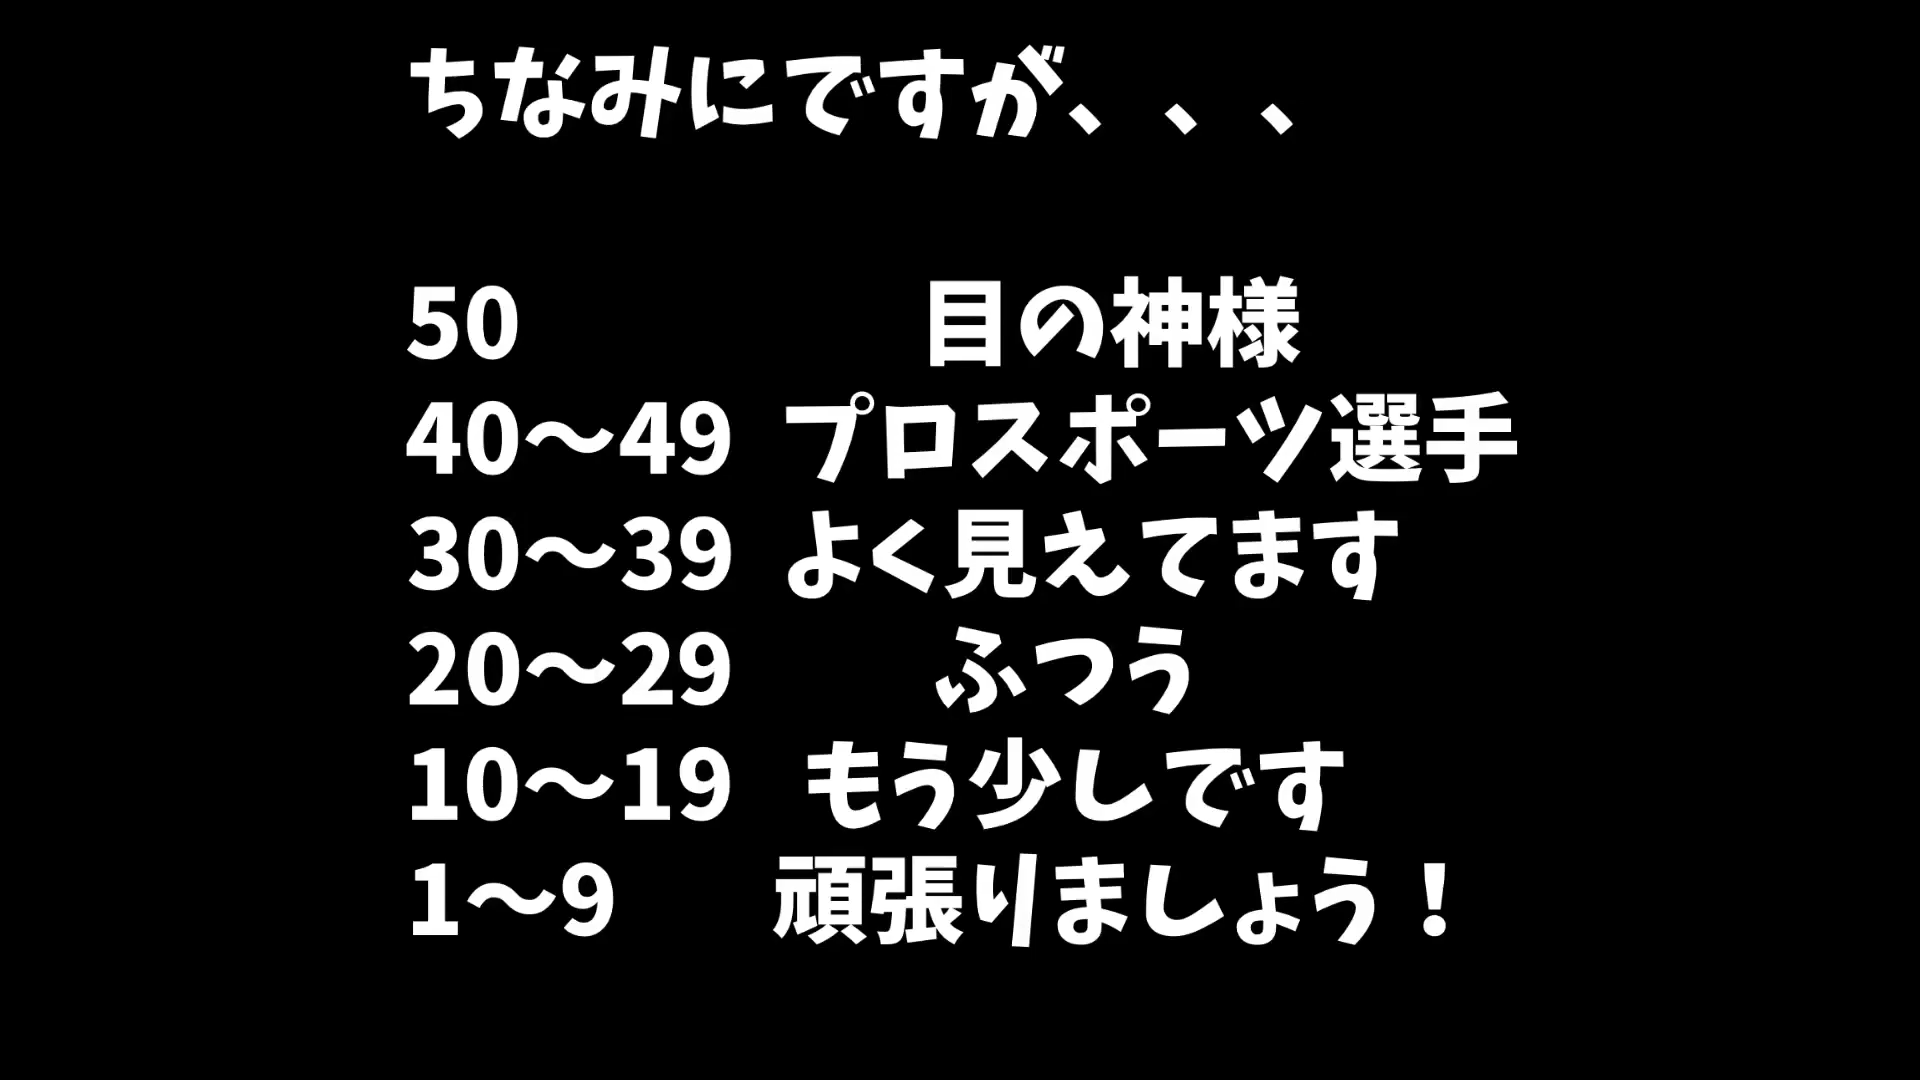 ちなみにですが、、、
50 目の神様
40〜49 プロスポーツ選手
30〜39 よく見えてます
20〜29 ふつう
10〜19 もう少しです
1〜9 頑張りましょう！